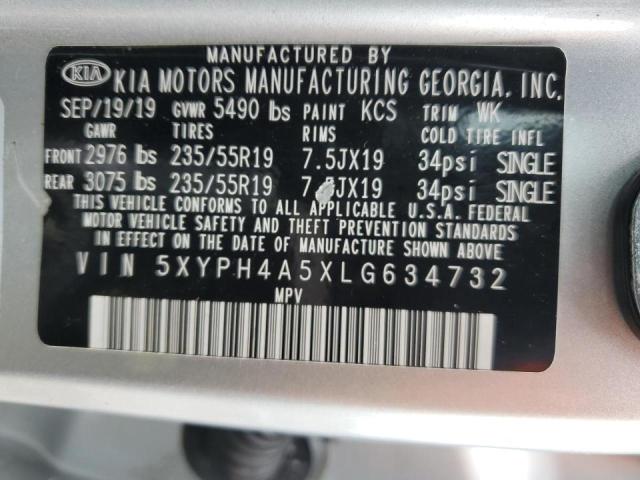 MANUFACTURED BY
KIA KIA MOTORS MANUFACTURING GEORGIA, INC.
SEP/19/19 GVWR 5490 lbs PAINT KCS TRIM WK
GAWR TIRES RIMS COLD TIRE INFL
FRONT 2976 lbs 235/55R19 7.5JX19 34psi SINGLE
REAR 3075 lbs 235/55R19 7.5JX19 34psi SINGLE
THIS VEHICLE CONFORMS TO ALL APPLICABLE U.S.A. FEDERAL
MOTOR VEHICLE SAFETY AND THEFT PREVENTION STANDARDS
IN EFFECT ON THE DATE OF MANUFACTURE SHOWN ABOVE.
VIN 5XYPH4A5XLG634732
MPV